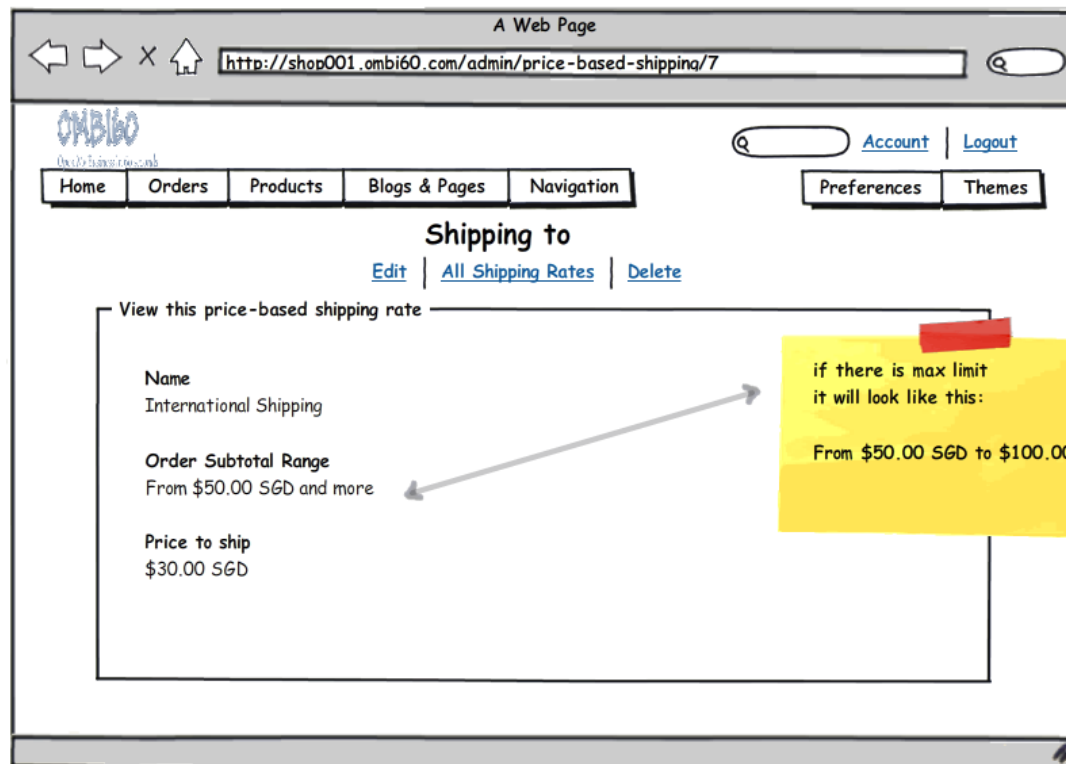 A Web Page
http://shop001.ombi60.com/admin/price-based-shipping/7
OMBI60
Account
Logout
Home
Orders
Products
Blogs & Pages
Navigation
Preferences
Themes
Shipping to
Edit
All Shipping Rates
Delete
View this price-based shipping rate
Name
International Shipping
Order Subtotal Range
From $50.00 SGD and more
Price to ship
$30.00 SGD
if there is max limit
it will look like this:
From $50.00 SGD to $100.00